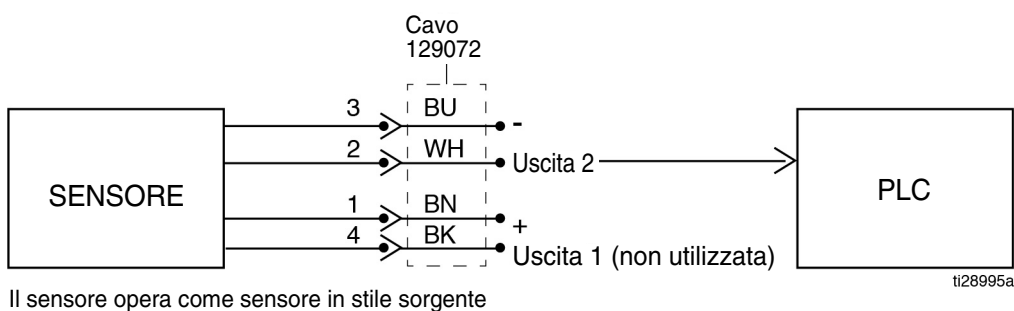 Cavo
129072
3 BU -
2 WH Uscita 2
SENSORE
PLC
1 BN +
4 BK Uscita 1 (non utilizzata)
ti28995a
Il sensore opera come sensore in stile sorgente